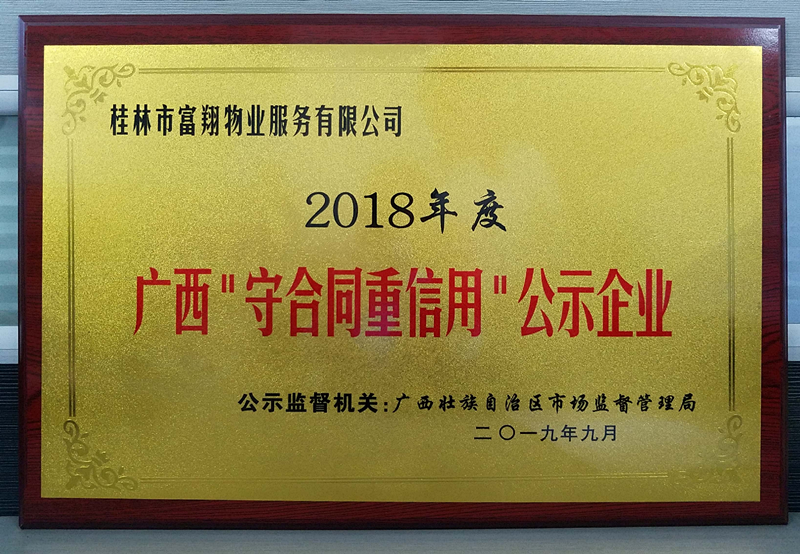 桂林市富翔物业服务有限公司
2018年度
广西"守合同重信用"公示企业
公示监督机关:广西壮族自治区市场监督管理局
二〇一九年九月